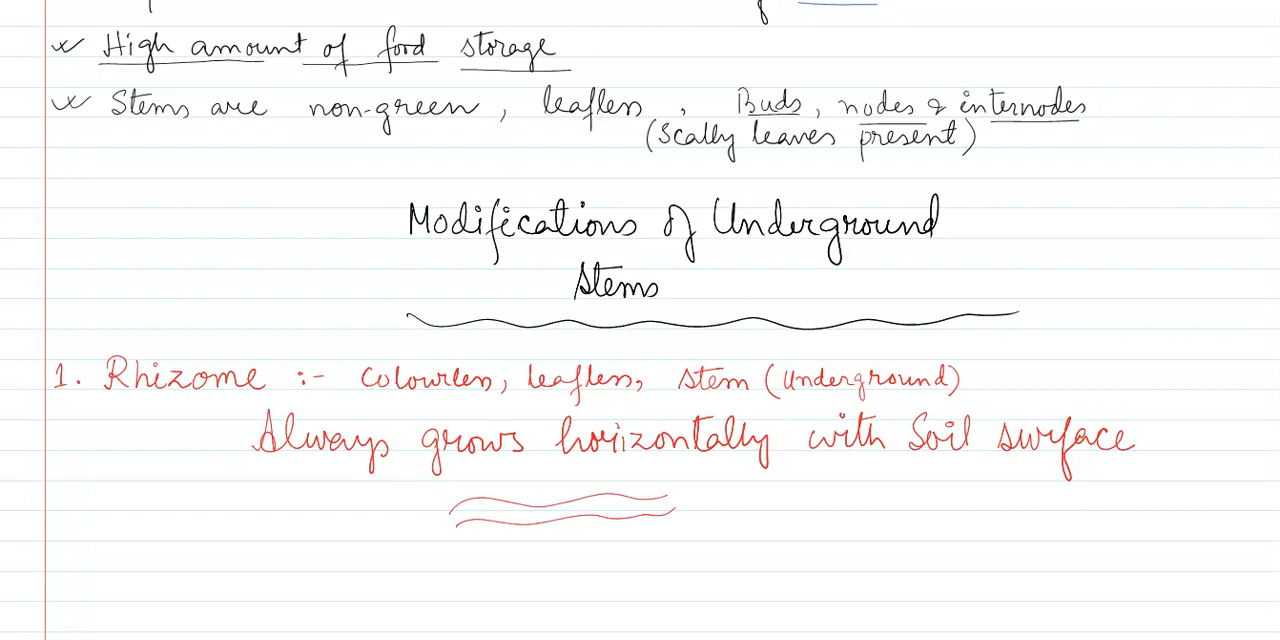 High amount of food storage
Stems are non-green, leafless, Buds, nodes & internodes
(Scally leaves present)
Modifications of Underground
Stems
1. Rhizome :- Colourless, leafless, stem (Underground)
Always grows horizontally with Soil surface